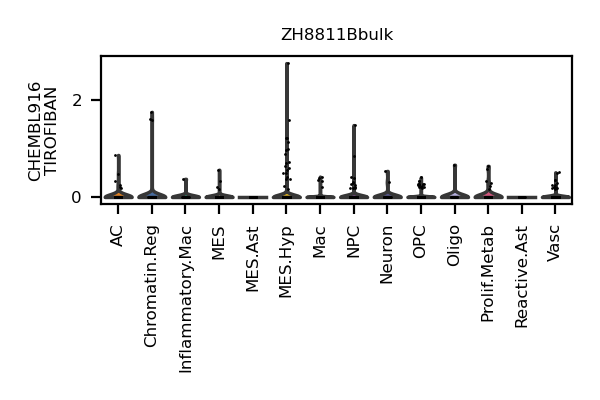 ZH8811Bbulk
CHEMBL916
TIROFIBAN
2
0
AC
Chromatin.Reg
Inflammatory.Mac
MES
MES.Ast
MES.Hyp
Mac
NPC
Neuron
OPC
Oligo
Prolif.Metab
Reactive.Ast
Vasc